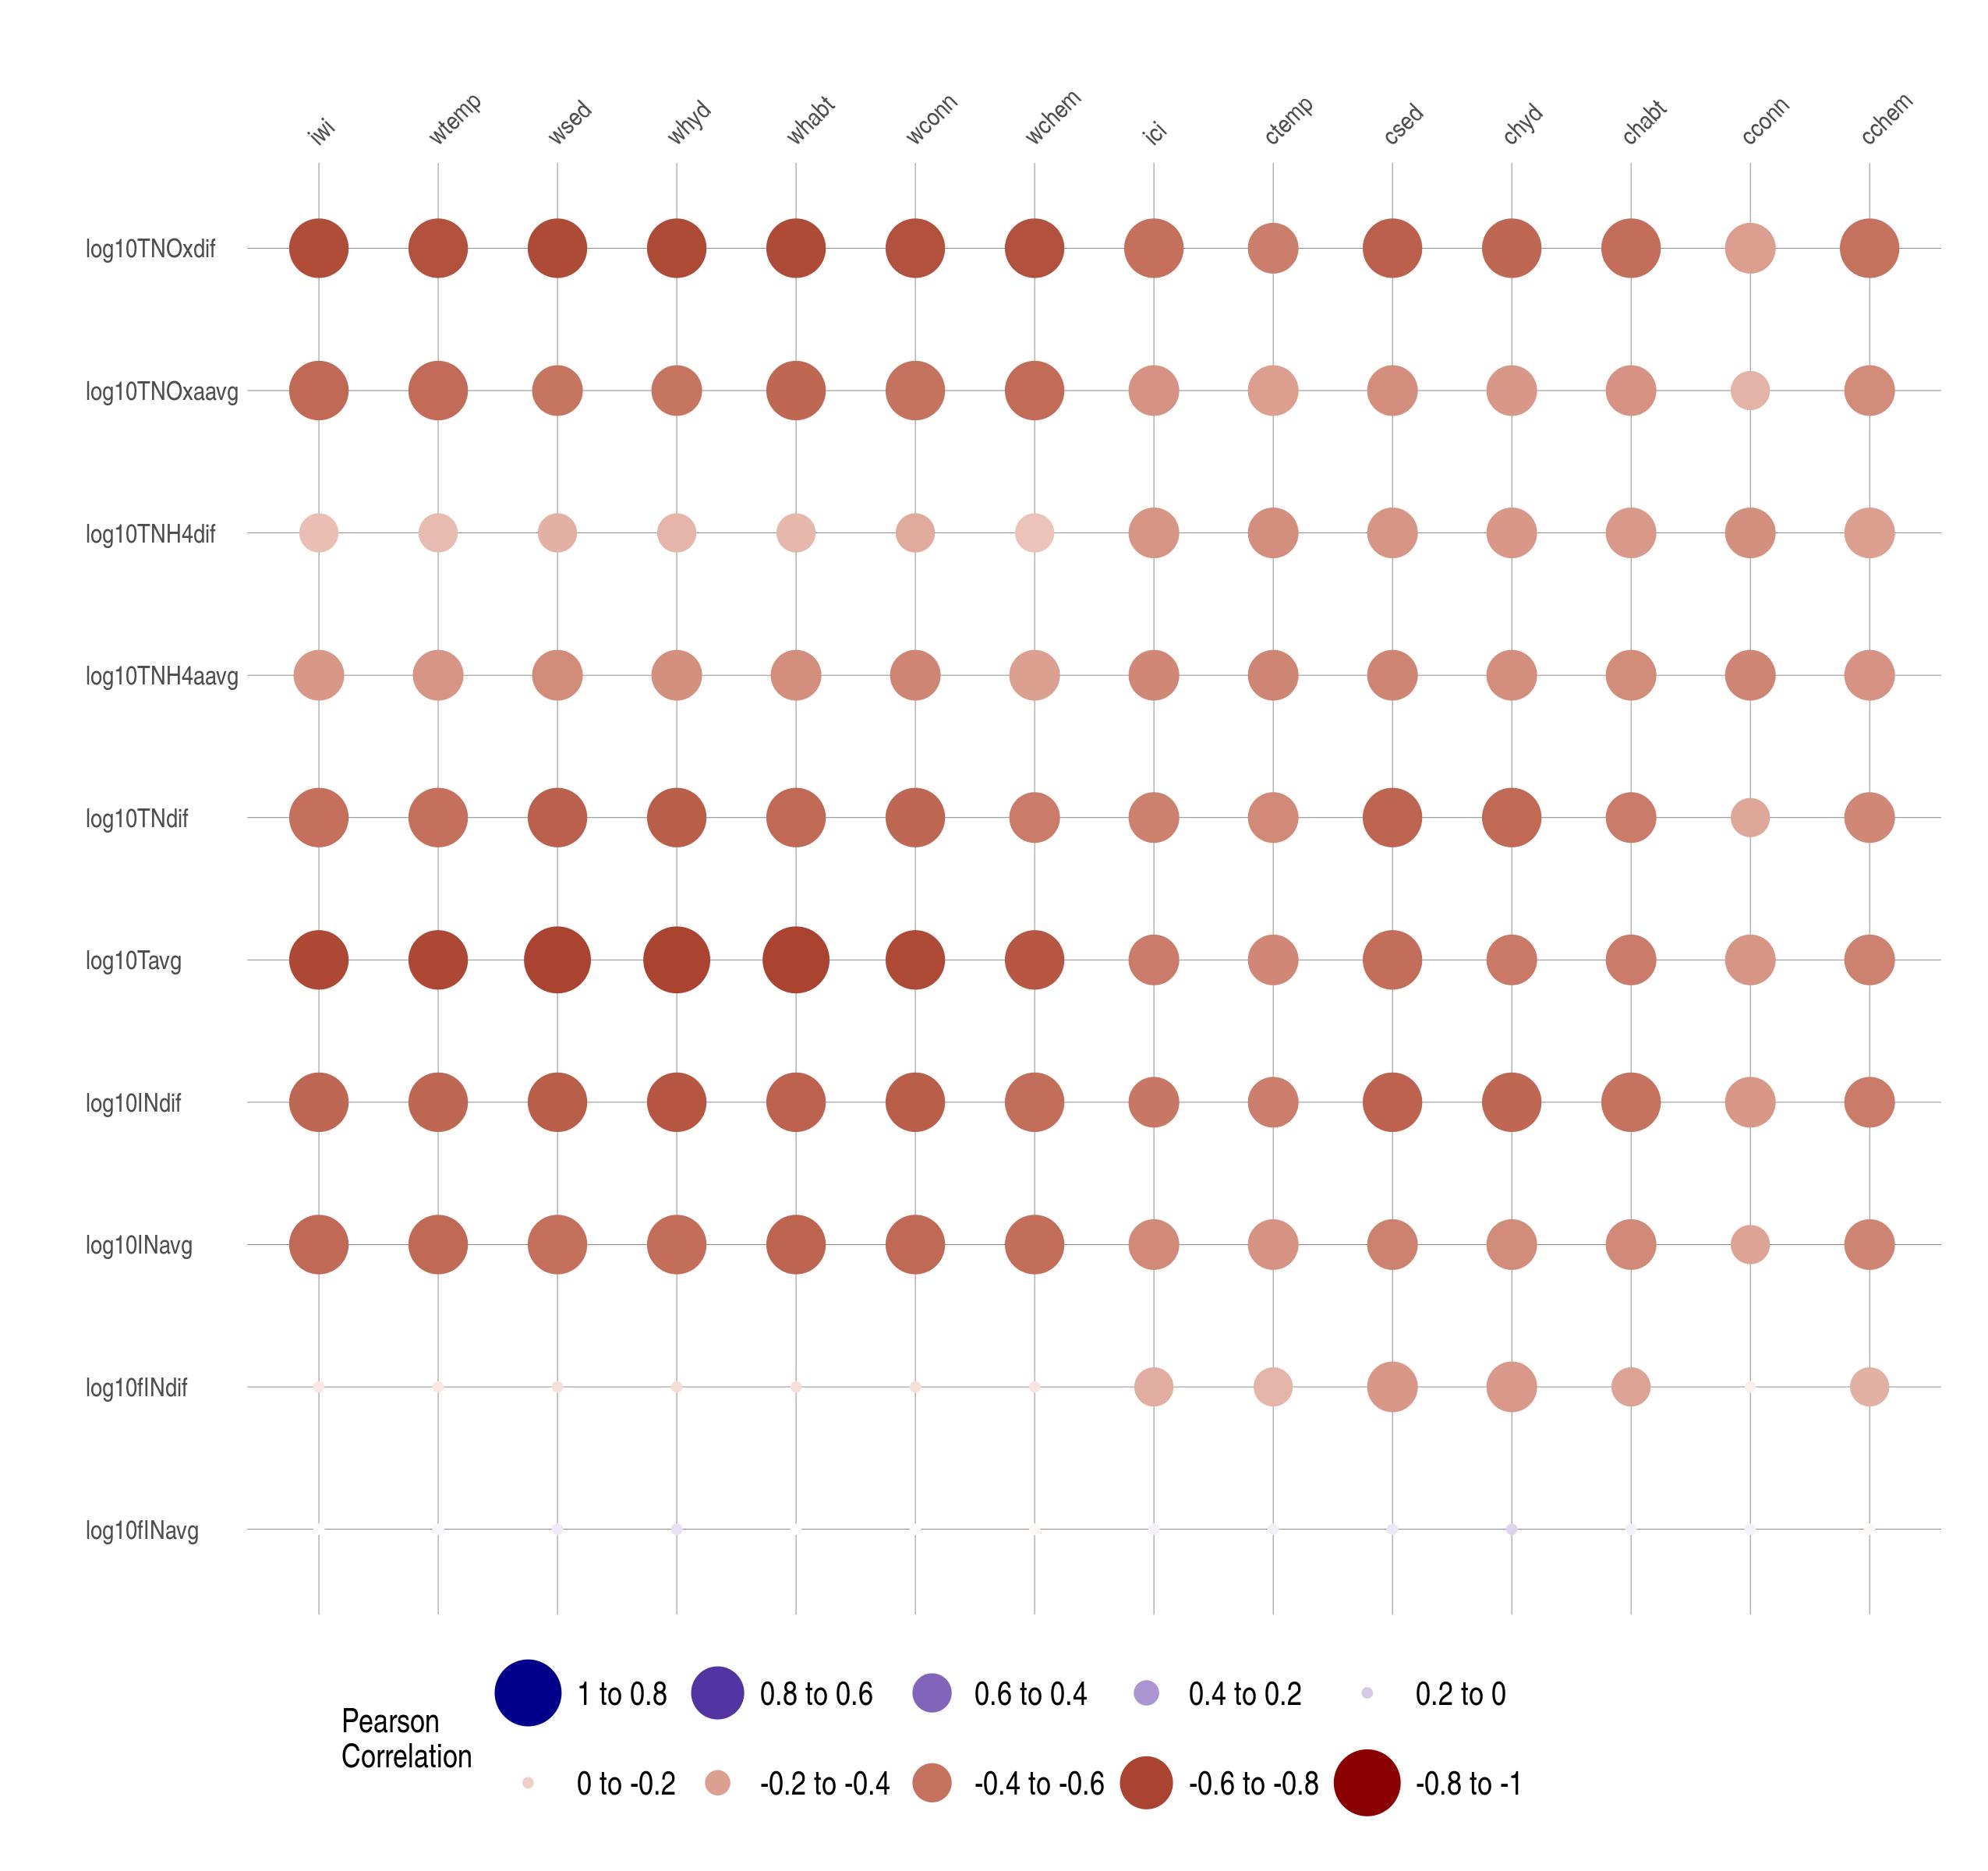 iwi wtemp wsed whyd whabt wconn wchem ici ctemp csed chyd chabt cconn cchem
log10TNOxdif
log10TNOxaavg
log10TNH4dif
log10TNH4aavg
log10TNdif
log10Tavg
log10INdif
log10INavg
log10fINdif
log10fINavg
Pearson
Correlation
1 to 0.8 0.8 to 0.6 0.6 to 0.4 0.4 to 0.2 0.2 to 0
0 to -0.2 -0.2 to -0.4 -0.4 to -0.6 -0.6 to -0.8 -0.8 to -1